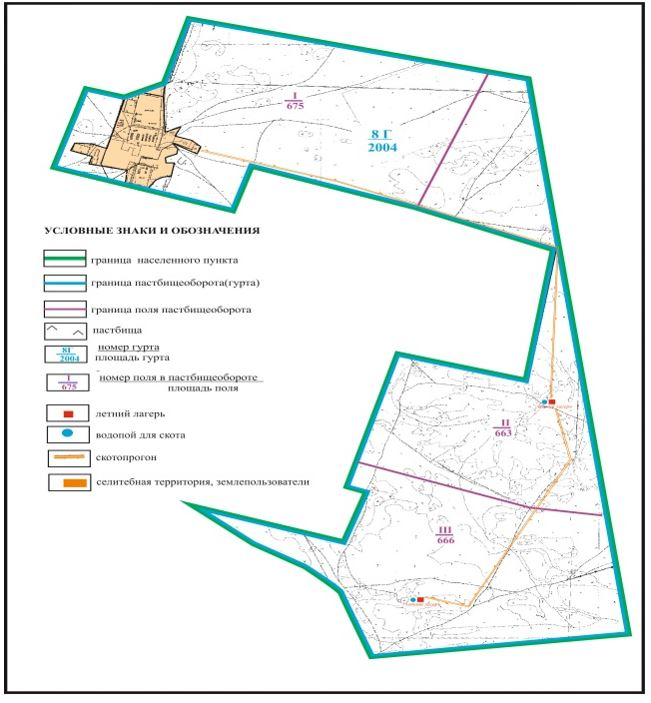 I
675
8 Г
2004
УСЛОВНЫЕ ЗНАКИ И ОБОЗНАЧЕНИЯ
граница населенного пункта
граница пастбищеоборота(гурта)
граница поля пастбищеоборота
пастбища
8Г
2004
номер гурта
площадь гурта
I
675
номер поля в пастбищеобороте
площадь поля
летний лагерь
водопой для скота
скотопрогон
селитебная территория, землепользователи
II
663
III
666